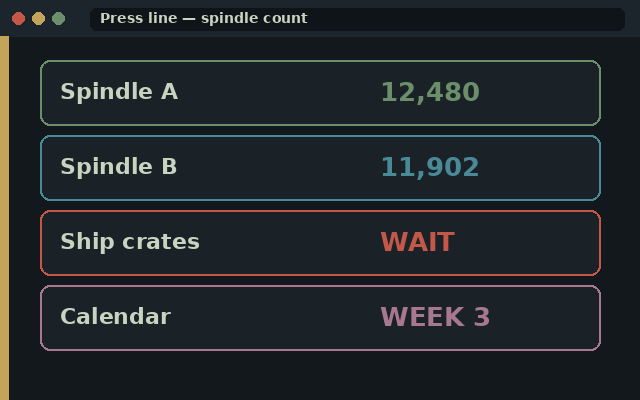 Press line — spindle count
Spindle A 12,480
Spindle B 11,902
Ship crates WAIT
Calendar WEEK 3